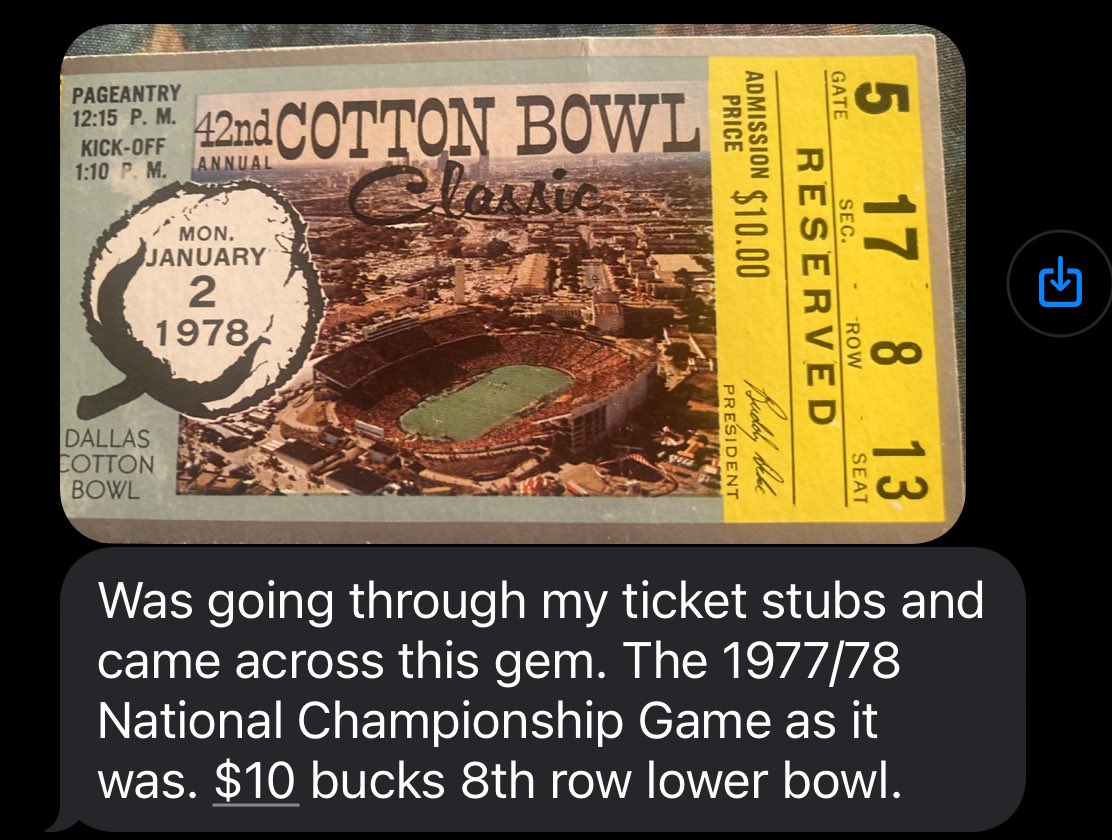 PAGEANTRY
12:15 P. M.
KICK-OFF
1:10 P. M.
42nd COTTON BOWL
ANNUAL
Classic
MON.
JANUARY
2
1978
DALLAS
COTTON
BOWL
ADMISSION
PRICE $10.00
PRESIDENT
RESERVED
GATE SEC. ROW SEAT
5 17 8 13
Was going through my ticket stubs and
came across this gem. The 1977/78
National Championship Game as it
was. $10 bucks 8th row lower bowl.